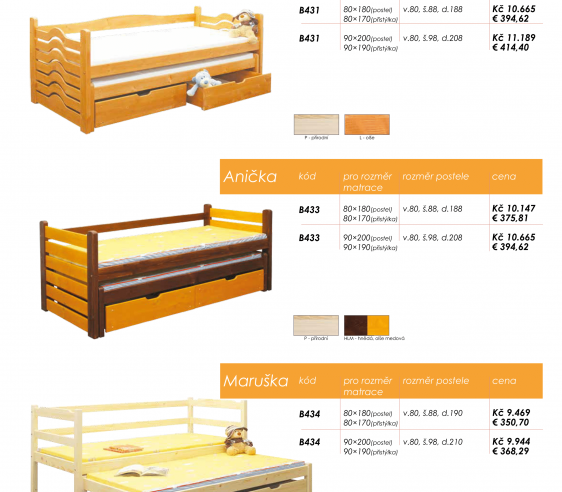 B431 80×180(postel) v.80, š.88, d.188 Kč 10.665
80×170(přistýlka) € 394,62
B431 90×200(postel) v.80, š.98, d.208 Kč 11.189
90×190(přistýlka) € 414,40
P - přírodní L - olše
Anička kód pro rozměr rozměr postele cena
matrace
B433 80×180(postel) v.80, š.88, d.188 Kč 10.147
80×170(přistýlka) € 375,81
B433 90×200(postel) v.80, š.98, d.208 Kč 10.665
90×190(přistýlka) € 394,62
P - přírodní HLM - hnědá, olše medová
Maruška kód pro rozměr rozměr postele cena
matrace
B434 80×180(postel) v.80, š.88, d.190 Kč 9.469
80×170(přistýlka) € 350,70
B434 90×200(postel) v.80, š.98, d.210 Kč 9.944
90×190(přistýlka) € 368,29